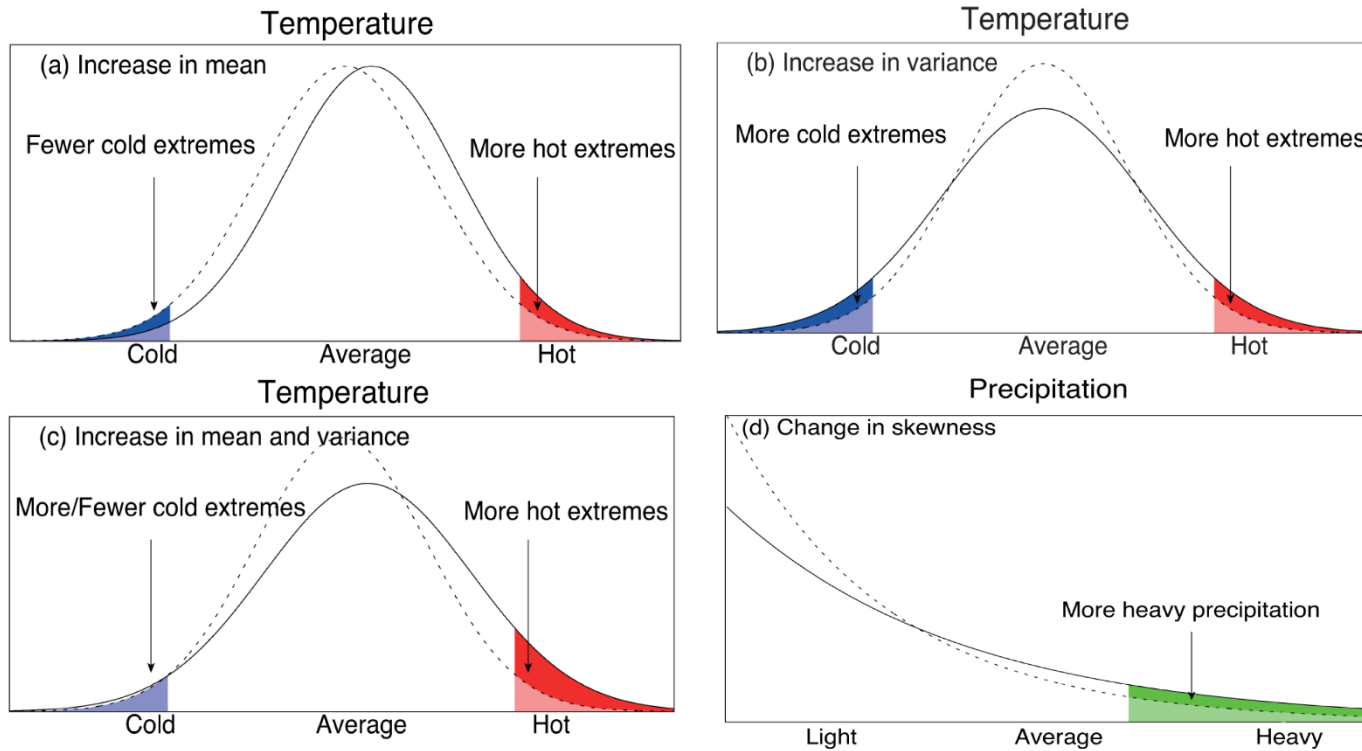 Temperature
(a) Increase in mean
Fewer cold extremes
More hot extremes
Cold Average Hot
Temperature
(b) Increase in variance
More cold extremes
More hot extremes
Cold Average Hot
Temperature
(c) Increase in mean and variance
More/Fewer cold extremes
More hot extremes
Cold Average Hot
Precipitation
(d) Change in skewness
More heavy precipitation
Light Average Heavy